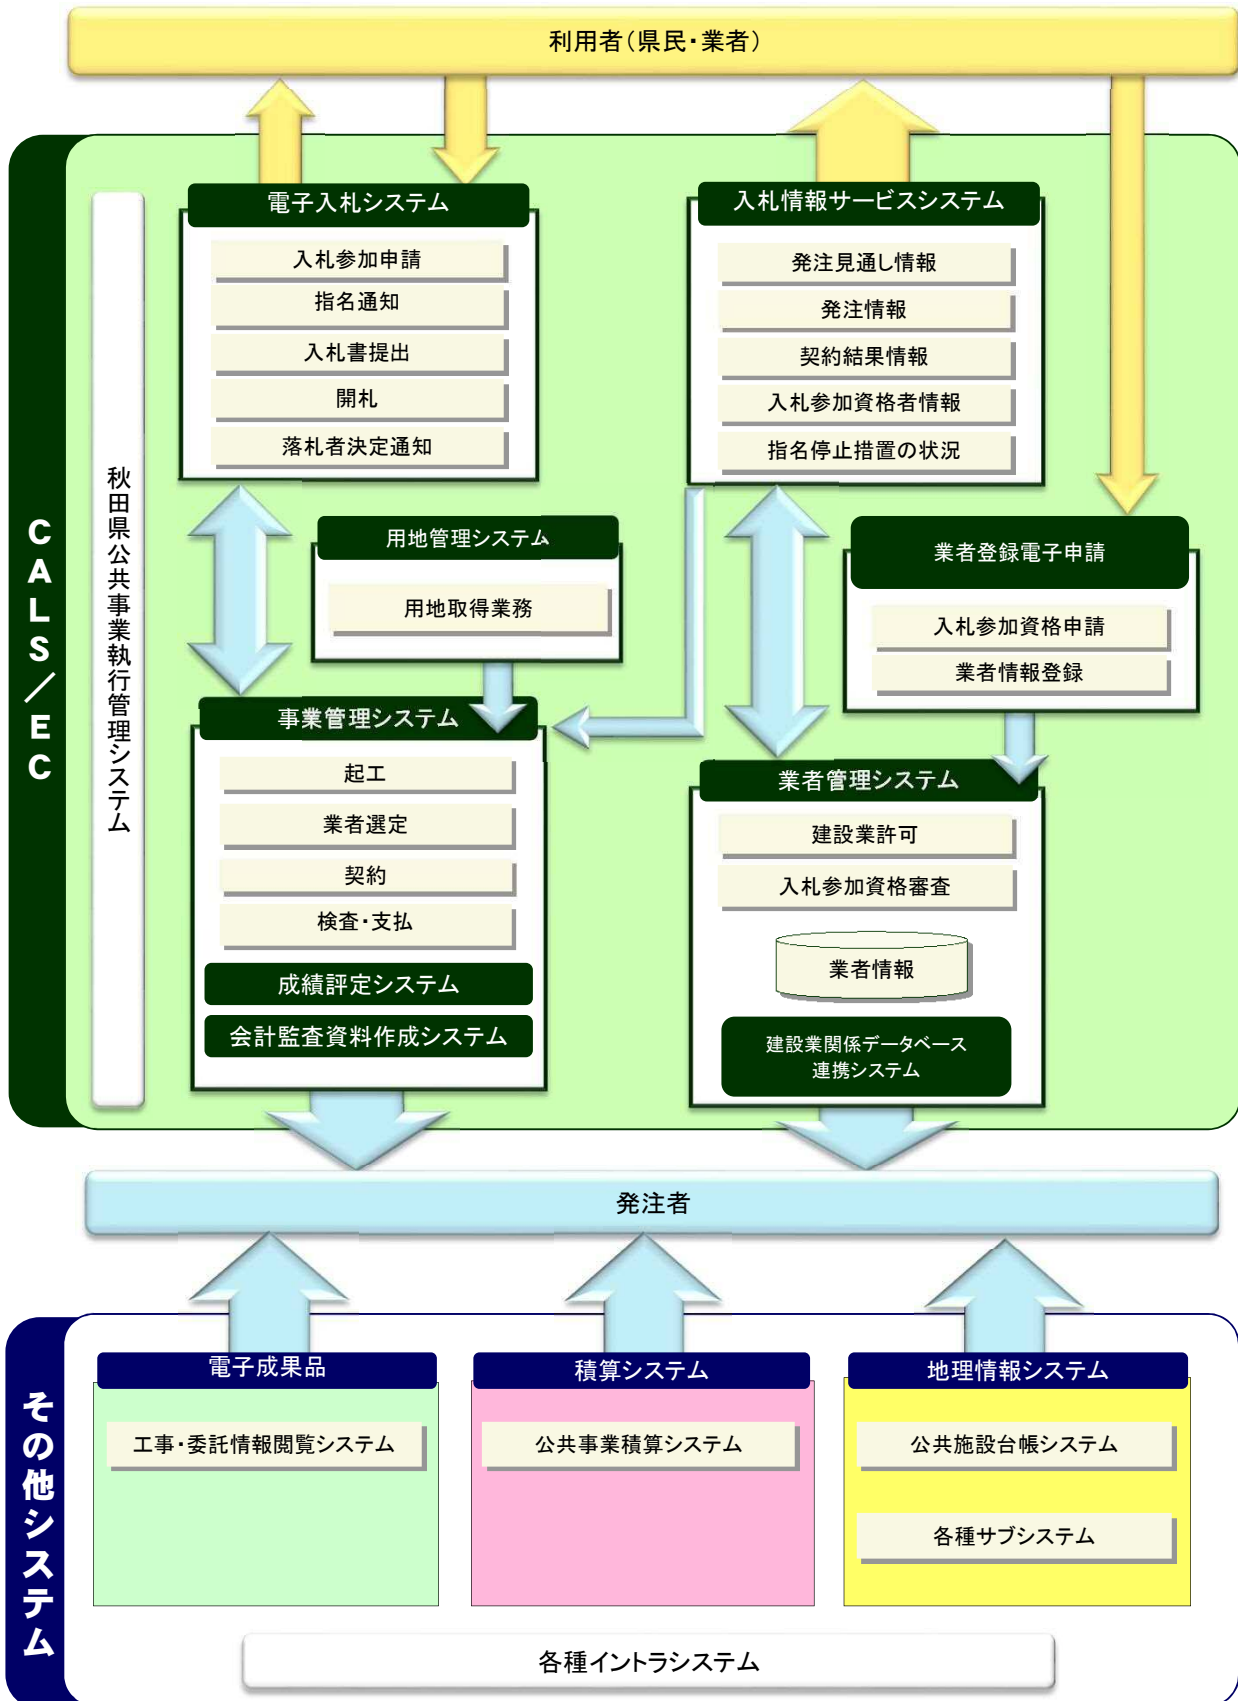 利用者（県民・業者）
CALS／EC
秋田県公共事業執行管理システム
電子入札システム
入札参加申請
指名通知
入札書提出
開札
落札者決定通知
入札情報サービスシステム
発注見通し情報
発注情報
契約結果情報
入札参加資格者情報
指名停止措置の状況
用地管理システム
用地取得業務
業者登録電子申請
入札参加資格申請
業者情報登録
事業管理システム
起工
業者選定
契約
検査・支払
成績評定システム
会計監査資料作成システム
業者管理システム
建設業許可
入札参加資格審査
業者情報
建設業関係データベース
連携システム
発注者
その他システム
電子成果品
工事・委託情報閲覧システム
積算システム
公共事業積算システム
地理情報システム
公共施設台帳システム
各種サブシステム
各種イントラシステム